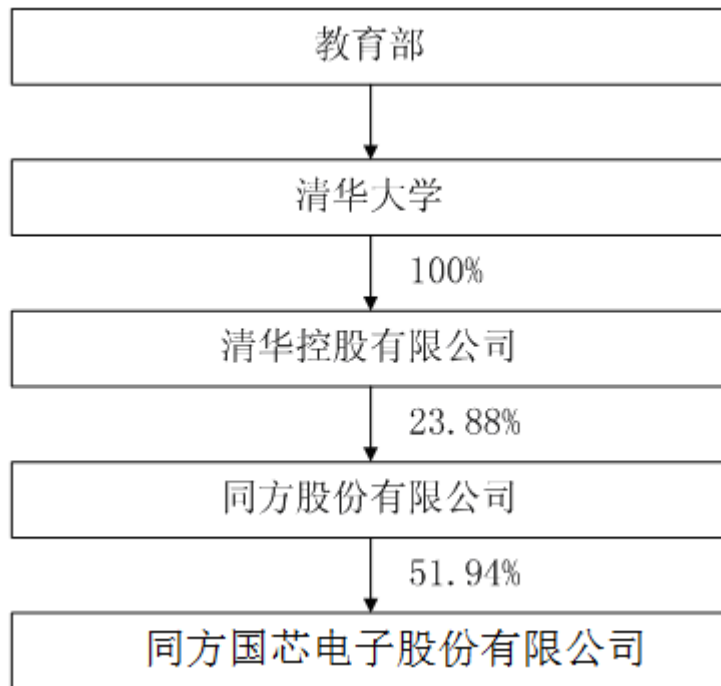 教育部
清华大学
100%
清华控股有限公司
23.88%
同方股份有限公司
51.94%
同方国芯电子股份有限公司